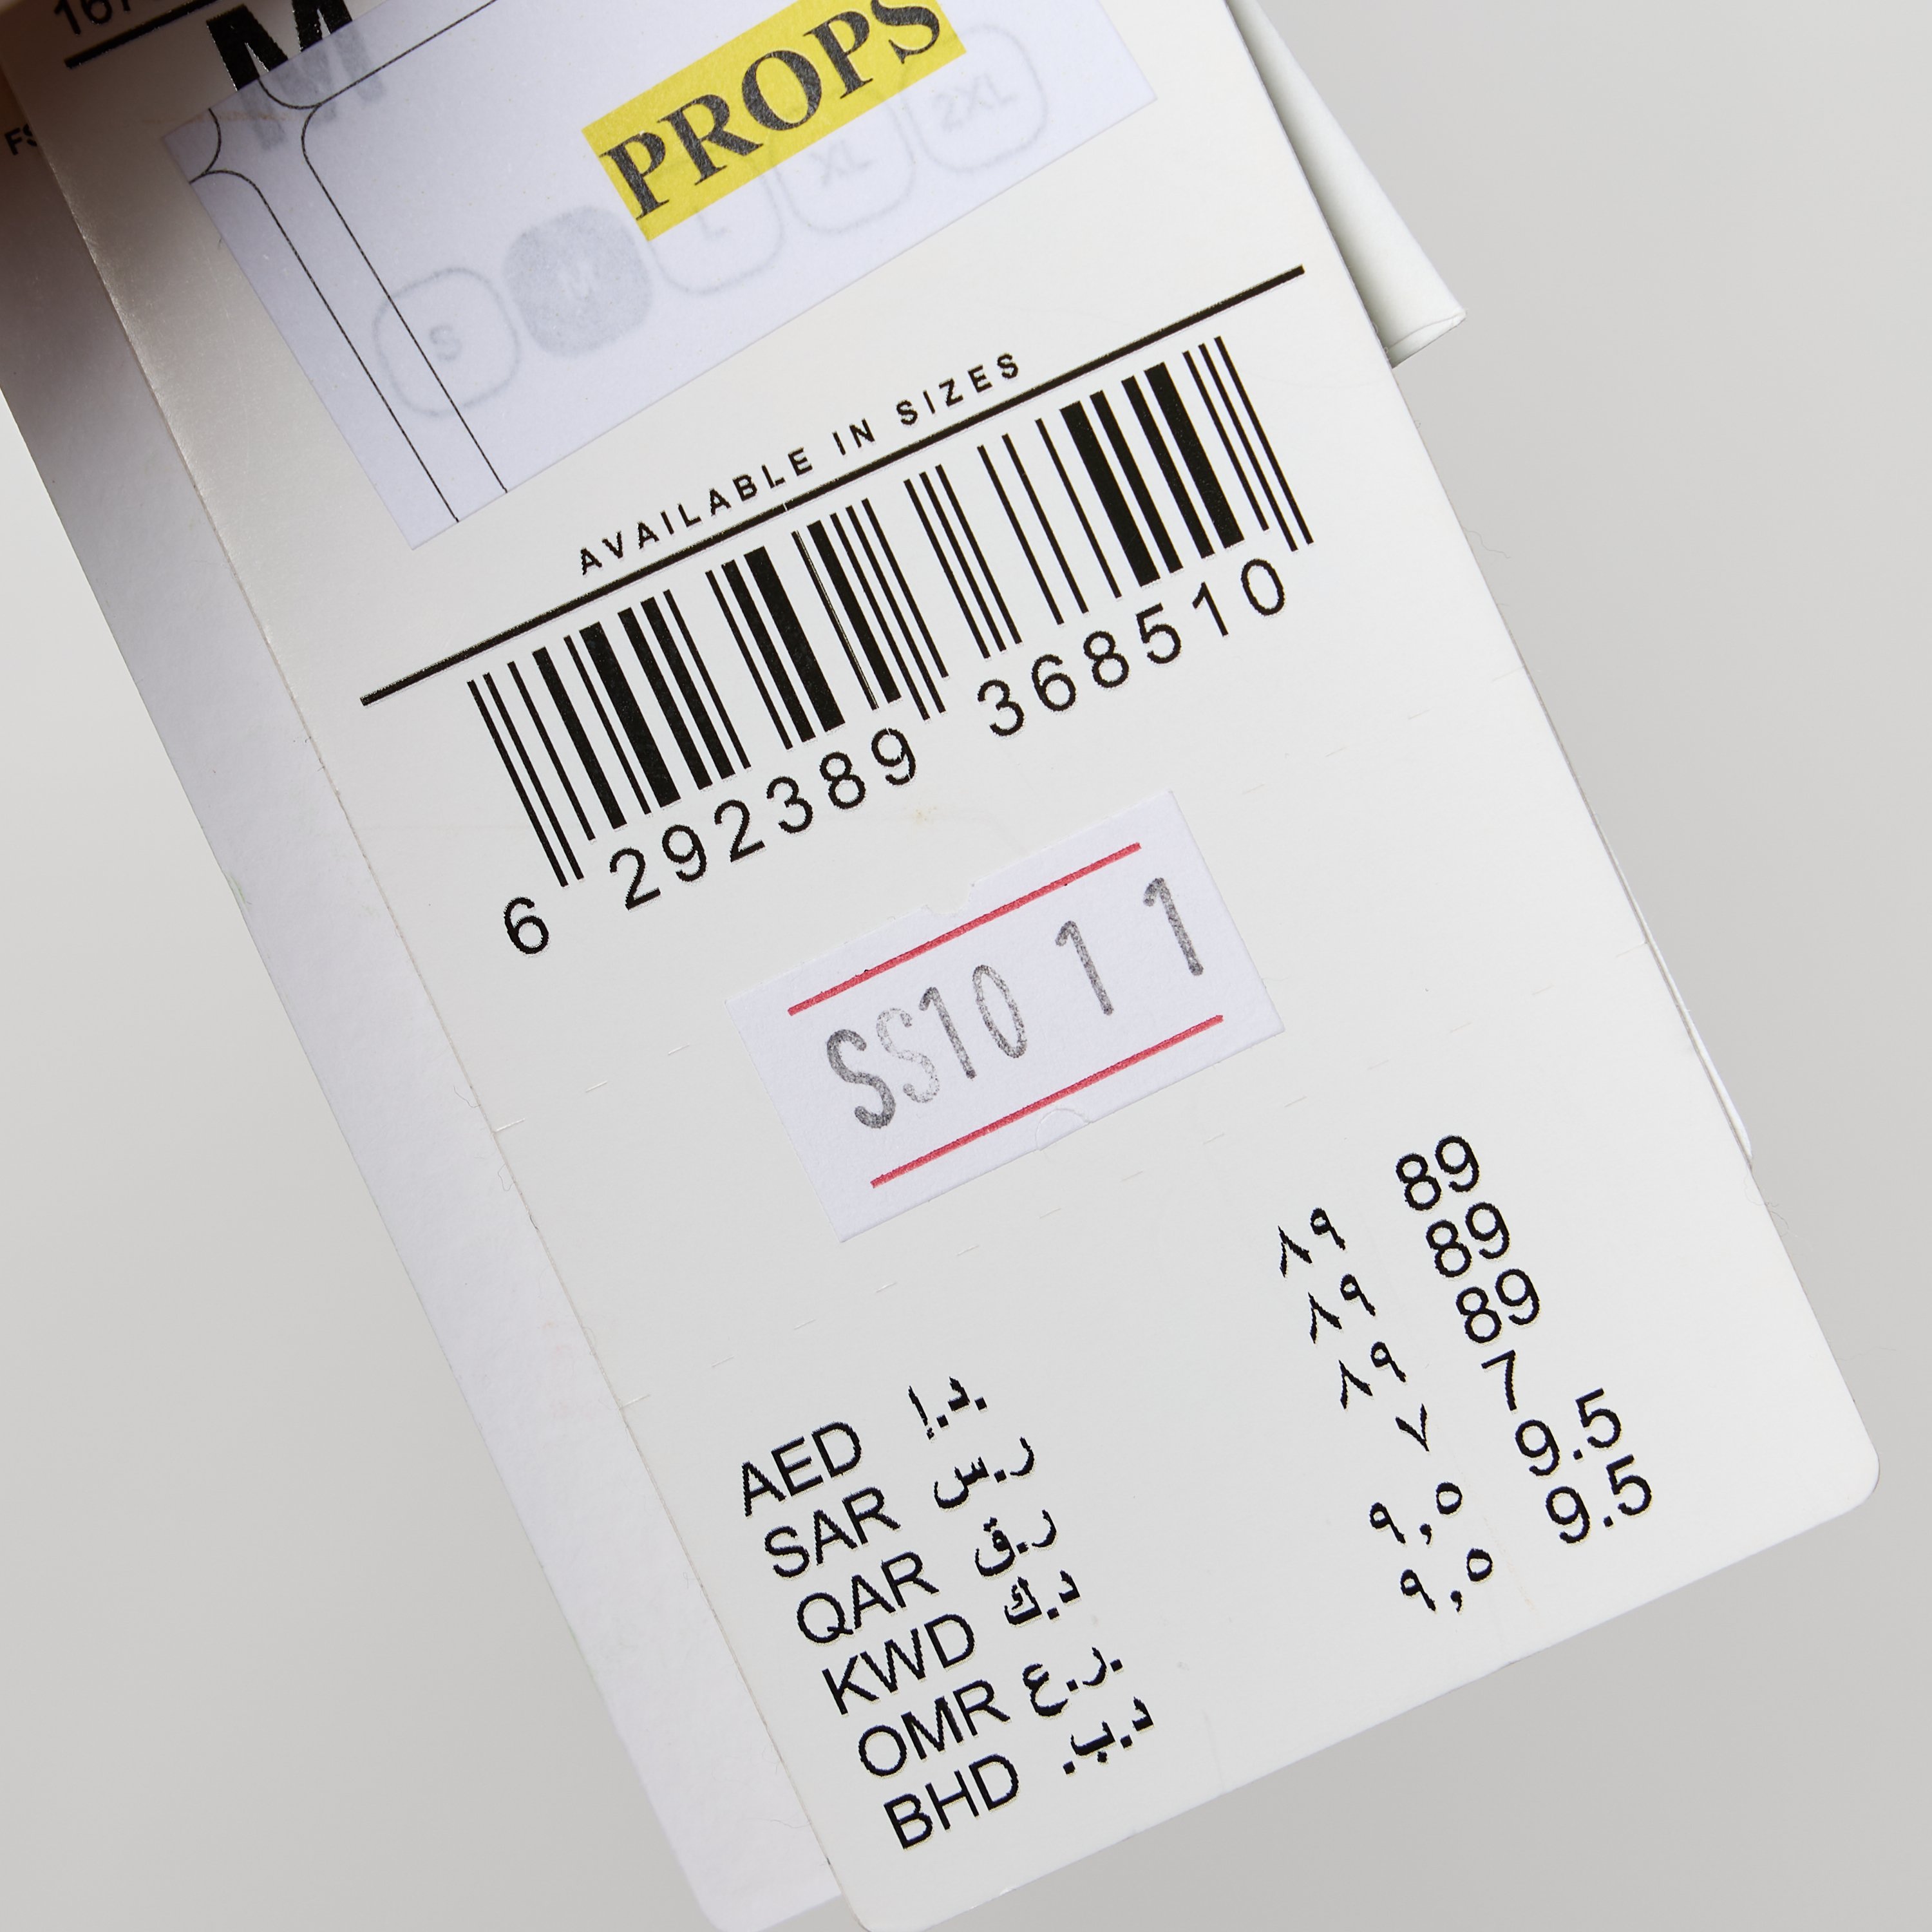 M
PROPS
S M L XL 2XL
AVAILABLE IN SIZES
6 292389 368510
SS10 1 1
AED د.إ. ٨٩ 89
SAR ر.س ٨٩ 89
QAR ر.ق ٨٩ 89
KWD د.ك ٧ 7
OMR ر.ع. ٩,٥ 9.5
BHD د.ب. ٩,٥ 9.5